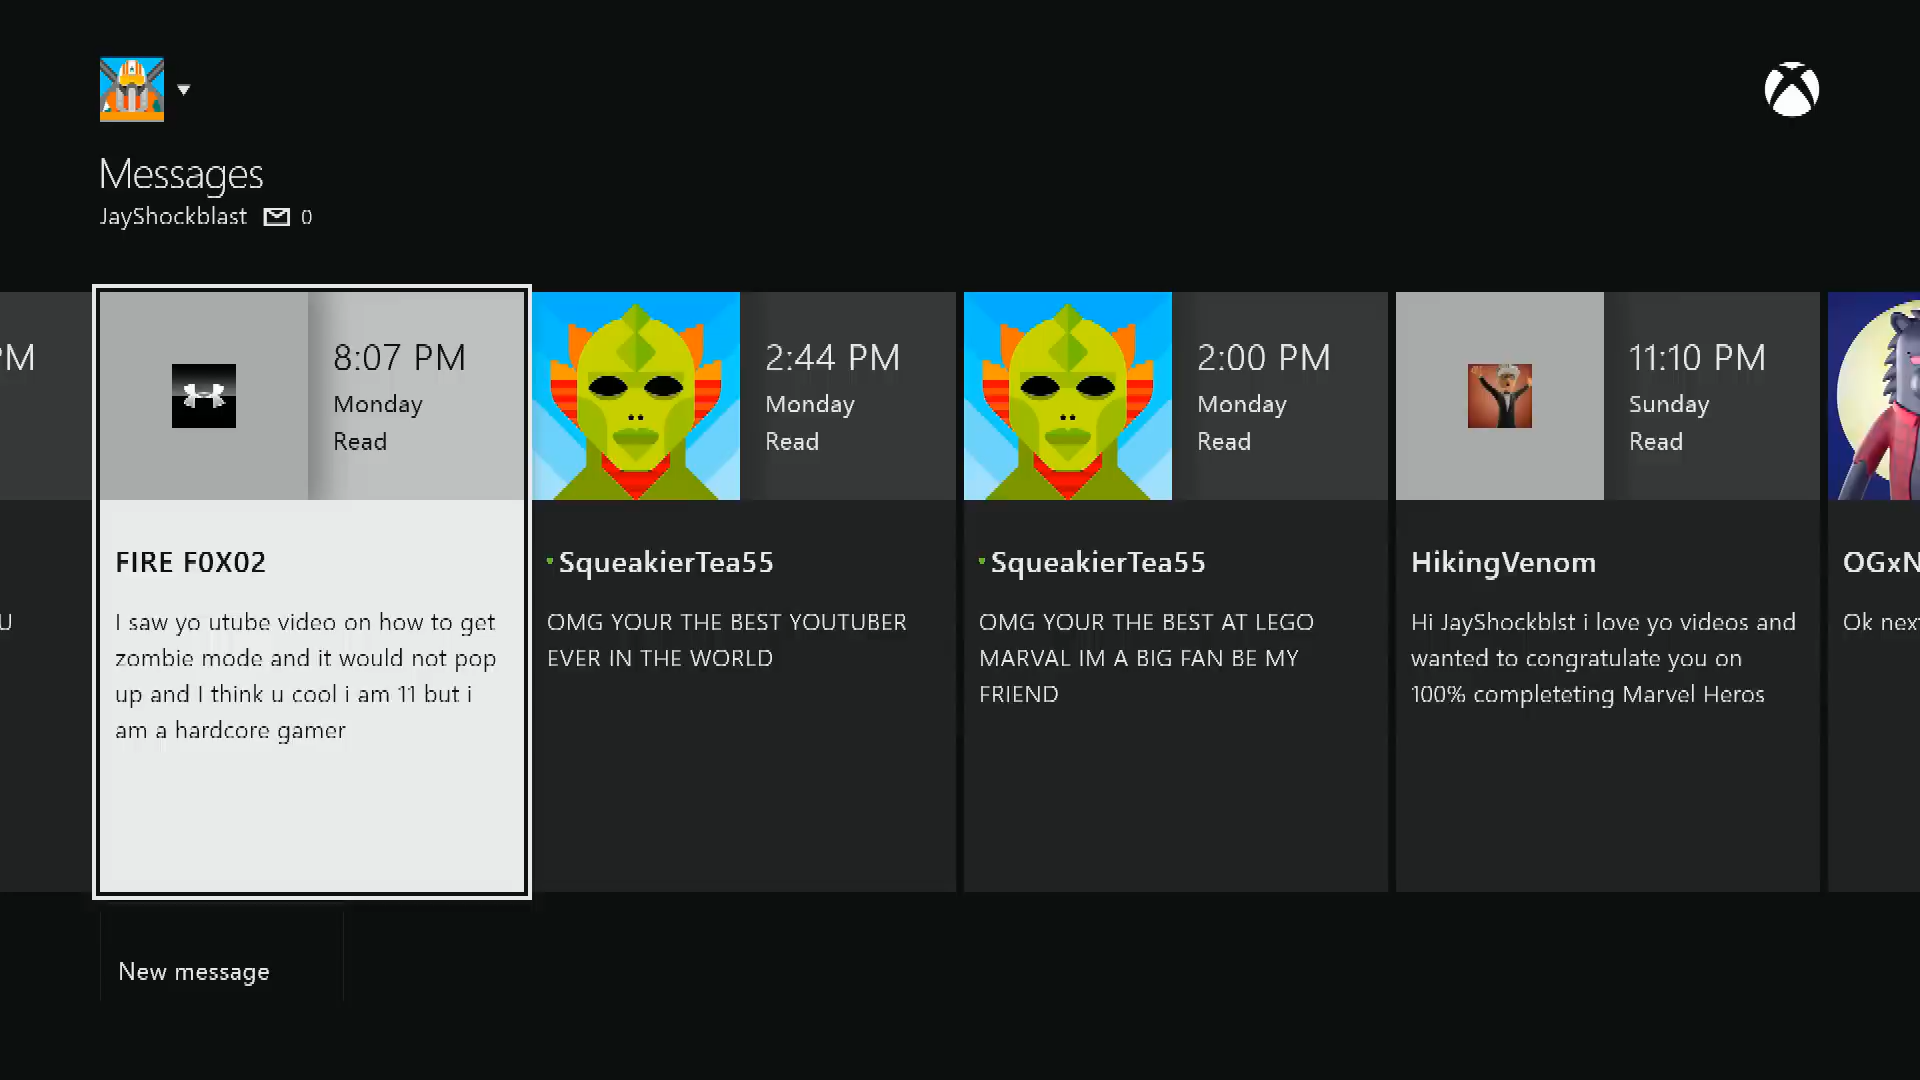 Messages
JayShockblast 0
PM
U
8:07 PM
Monday
Read
FIRE F0X02
I saw yo utube video on how to get
zombie mode and it would not pop
up and I think u cool i am 11 but i
am a hardcore gamer
2:44 PM
Monday
Read
SqueakierTea55
OMG YOUR THE BEST YOUTUBER
EVER IN THE WORLD
2:00 PM
Monday
Read
SqueakierTea55
OMG YOUR THE BEST AT LEGO
MARVAL IM A BIG FAN BE MY
FRIEND
11:10 PM
Sunday
Read
HikingVenom
Hi JayShockblst i love yo videos and
wanted to congratulate you on
100% completeting Marvel Heros
OGxN
Ok next
New message